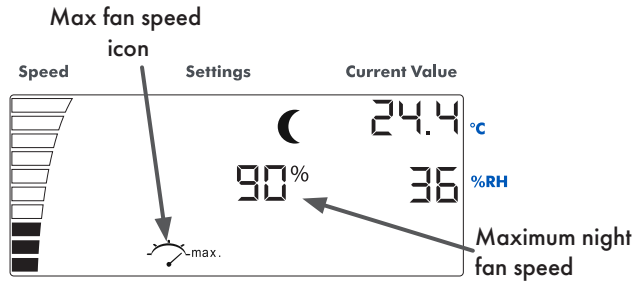 Max fan speed
icon
Speed Settings Current Value
24.4 °C
90% 36 %RH
max.
Maximum night
fan speed